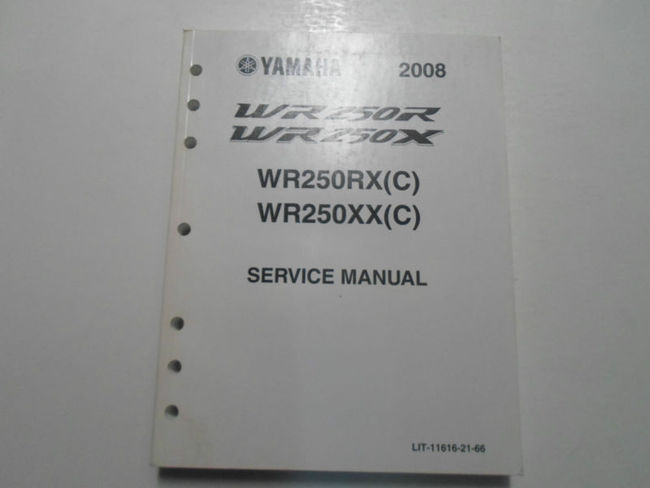 YAMAHA 2008
WR250R
WR250X
WR250RX(C)
WR250XX(C)
SERVICE MANUAL
LIT-11616-21-66